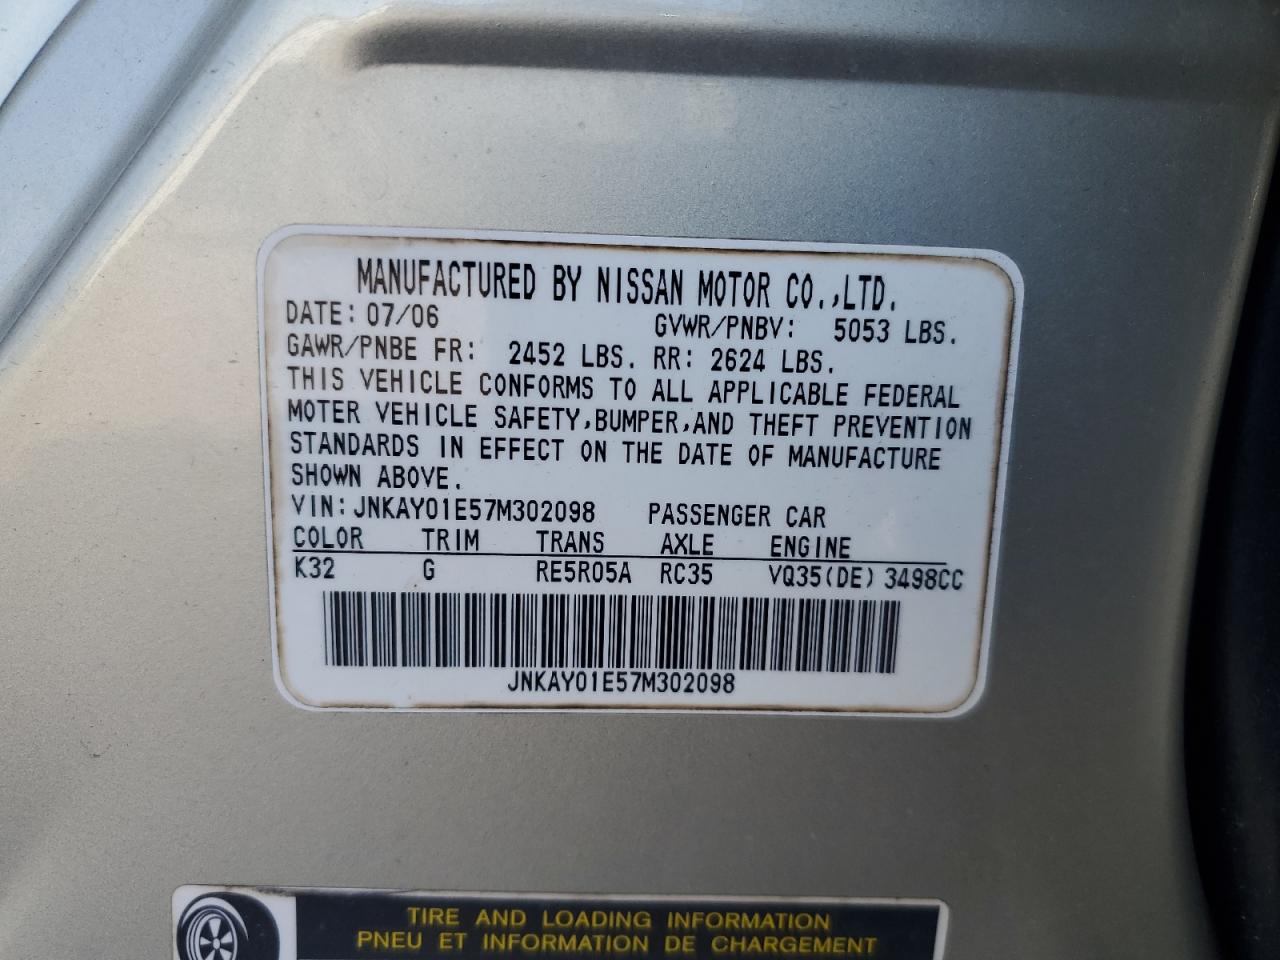 MANUFACTURED BY NISSAN MOTOR CO.,LTD.
DATE: 07/06 GVWR/PNBV: 5053 LBS.
GAWR/PNBE FR: 2452 LBS. RR: 2624 LBS.
THIS VEHICLE CONFORMS TO ALL APPLICABLE FEDERAL
MOTER VEHICLE SAFETY,BUMPER,AND THEFT PREVENTION
STANDARDS IN EFFECT ON THE DATE OF MANUFACTURE
SHOWN ABOVE.
VIN:JNKAY01E57M302098 PASSENGER CAR
COLOR TRIM TRANS AXLE ENGINE
K32 G RE5R05A RC35 VQ35(DE) 3498CC
JNKAY01E57M302098
TIRE AND LOADING INFORMATION
PNEU ET INFORMATION DE CHARGEMENT